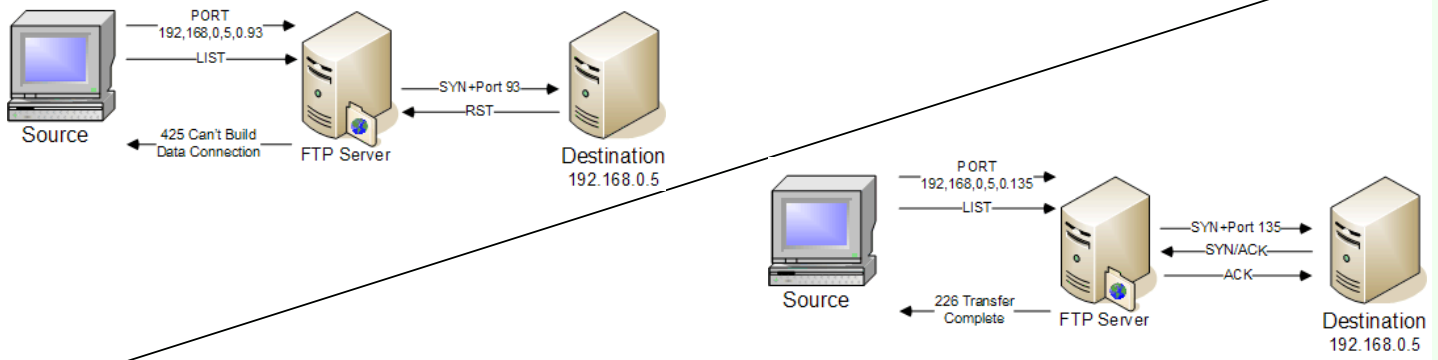 PORT
192,168,0,5,0.93
LIST
SYN+Port 93
RST
425 Can't Build
Data Connection
Source
FTP Server
Destination
192.168.0.5
PORT
192,168,0,5,0.135
LIST
SYN+Port 135
SYN/ACK
ACK
226 Transfer
Complete
Source
FTP Server
Destination
192.168.0.5